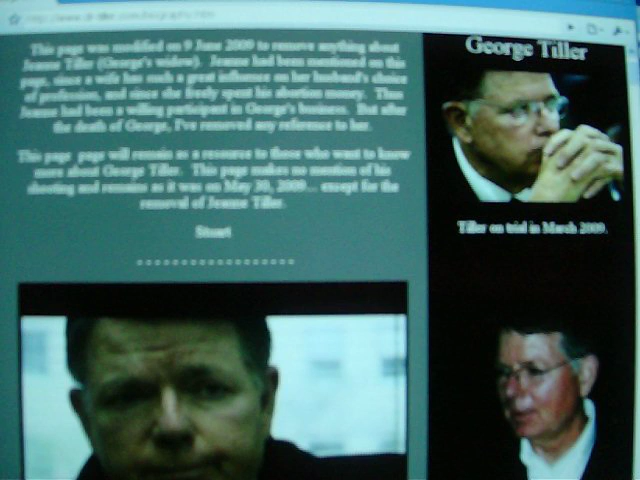 This page was modified on 9 June 2009 to remove anything about
Jeanne Tiller (George's widow). Jeanne had been mentioned on this
page, since a wife has such a great influence on her husband's choice
of profession, and since she freely spent his abortion money. Thus
Jeanne had been a willing participant in George's business. But after
the death of George, I've removed any reference to her.
This page page will remain as a resource to those who want to know
more about George Tiller. This page makes no mention of his
shooting and remains as it was on May 30, 2009... except for the
removal of Jeanne Tiller.
Stuart
George Tiller
Tiller on trial in March 2009.